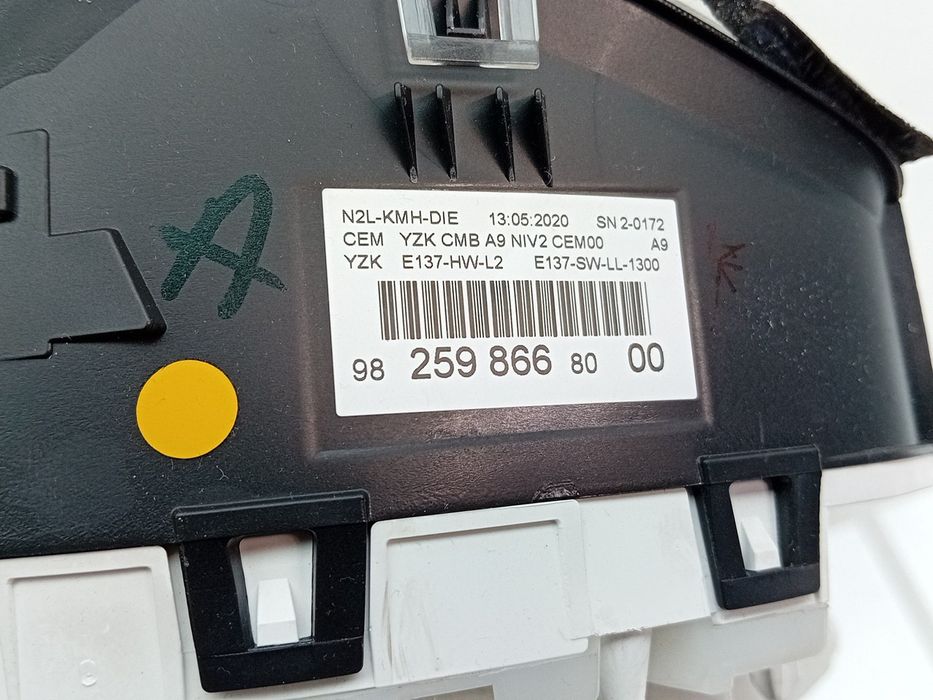 N2L-KMH-DIE 13:05:2020 SN 2-0172
CEM YZK CMB A9 NIV2 CEM00 A9
YZK E137-HW-L2 E137-SW-LL-1300
98 259 866 80 00
A